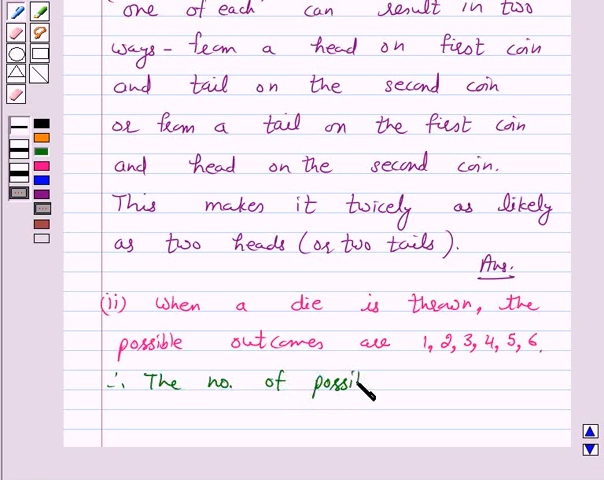 one of each" can result in two
ways - from a head on first coin
and tail on the second coin
or from a tail on the first coin
and head on the second coin.
This makes it twicely as likely
as two heads (or two tails).
Ans.
(ii) When a die is thrown, the
possible outcomes are 1, 2, 3, 4, 5, 6.
∴ The no. of possi